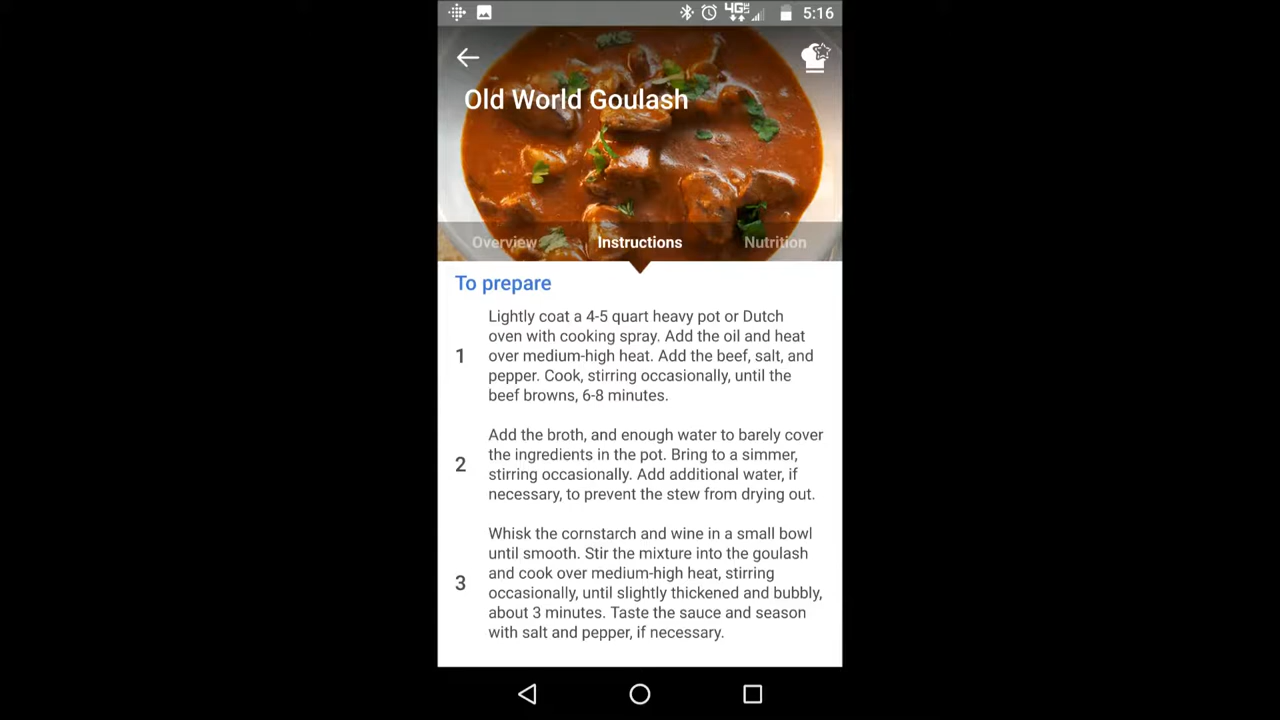 4G LTE 5:16
Old World Goulash
Overview Instructions Nutrition
To prepare
Lightly coat a 4-5 quart heavy pot or Dutch
oven with cooking spray. Add the oil and heat
1 over medium-high heat. Add the beef, salt, and
pepper. Cook, stirring occasionally, until the
beef browns, 6-8 minutes.
Add the broth, and enough water to barely cover
the ingredients in the pot. Bring to a simmer,
2 stirring occasionally. Add additional water, if
necessary, to prevent the stew from drying out.
Whisk the cornstarch and wine in a small bowl
until smooth. Stir the mixture into the goulash
and cook over medium-high heat, stirring
3 occasionally, until slightly thickened and bubbly,
about 3 minutes. Taste the sauce and season
with salt and pepper, if necessary.